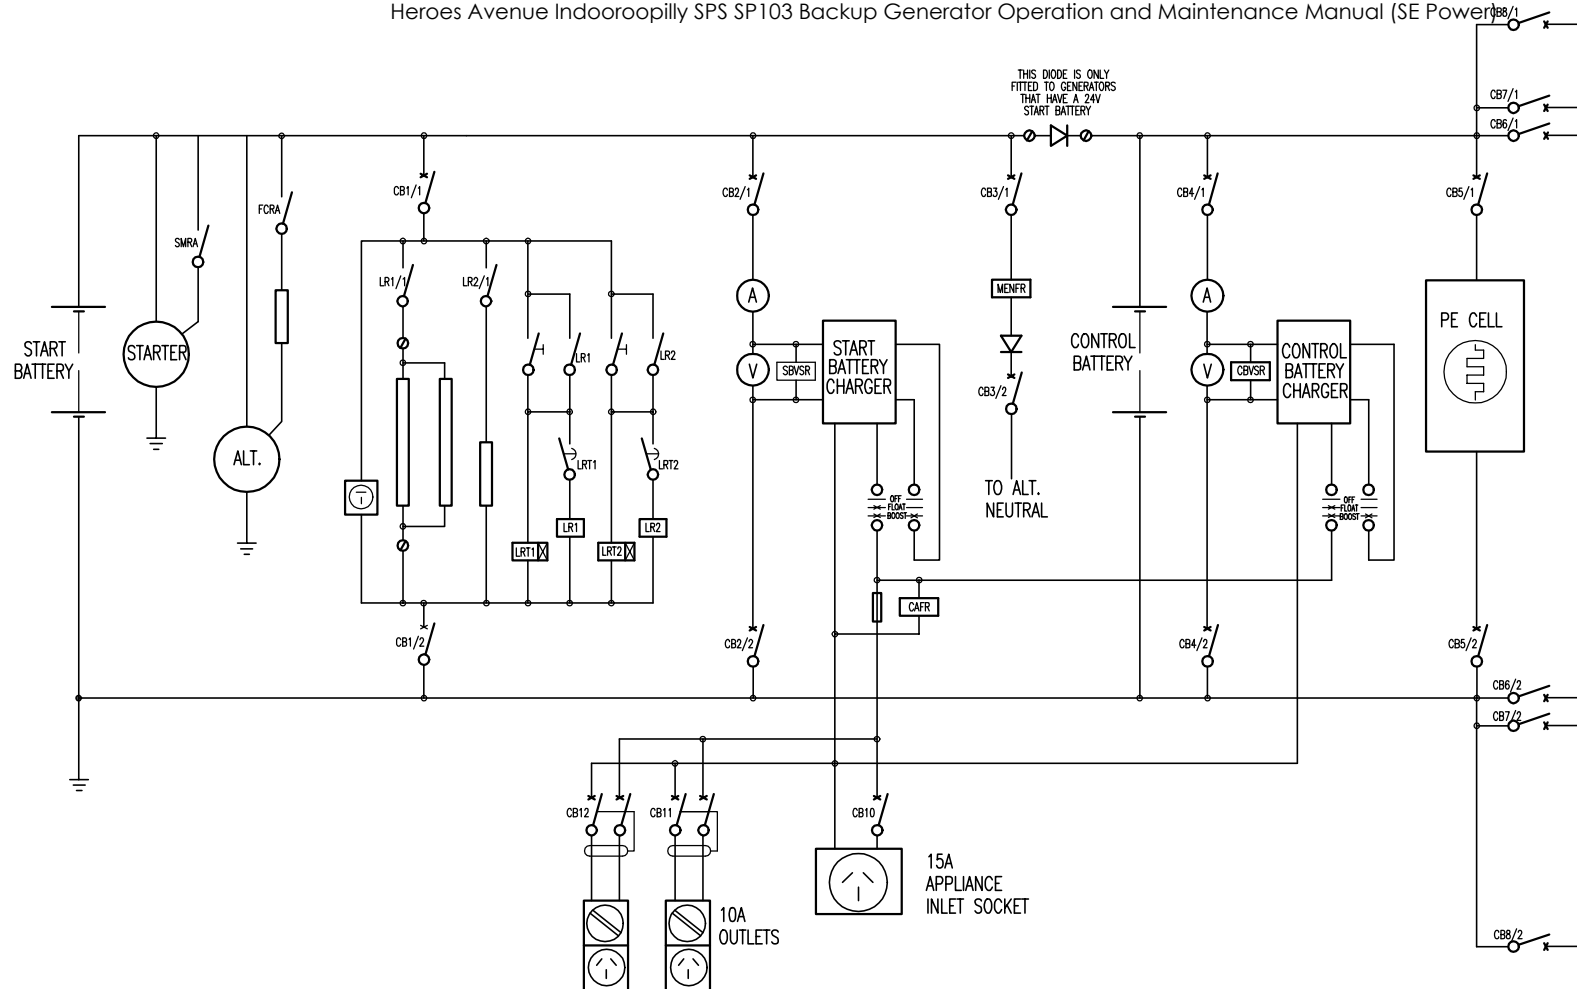 Heroes Avenue Indooroopilly SPS SP103 Backup Generator Operation and Maintenance Manual (SE Power)
CB8/1
THIS DIODE IS ONLY
FITTED TO GENERATORS
THAT HAVE A 24V
START BATTERY
CB7/1
CB6/1
CB1/1
CB2/1
CB3/1
CB4/1
CB5/1
FCRA
SMRA
LR1/1
LR2/1
MENFR
A
A
PE CELL
START
BATTERY
STARTER
LR1
LR2
V
SBVSR
START
BATTERY
CHARGER
CB3/2
CONTROL
BATTERY
V
CBVSR
CONTROL
BATTERY
CHARGER
ALT.
LRT1
LRT2
TO ALT.
NEUTRAL
OFF
FLOAT
BOOST
OFF
FLOAT
BOOST
LR1
LR2
LRT1
LRT2
CAFR
CB1/2
CB2/2
CB4/2
CB5/2
CB6/2
CB7/2
CB12
CB11
CB10
15A
APPLIANCE
INLET SOCKET
10A
OUTLETS
CB8/2